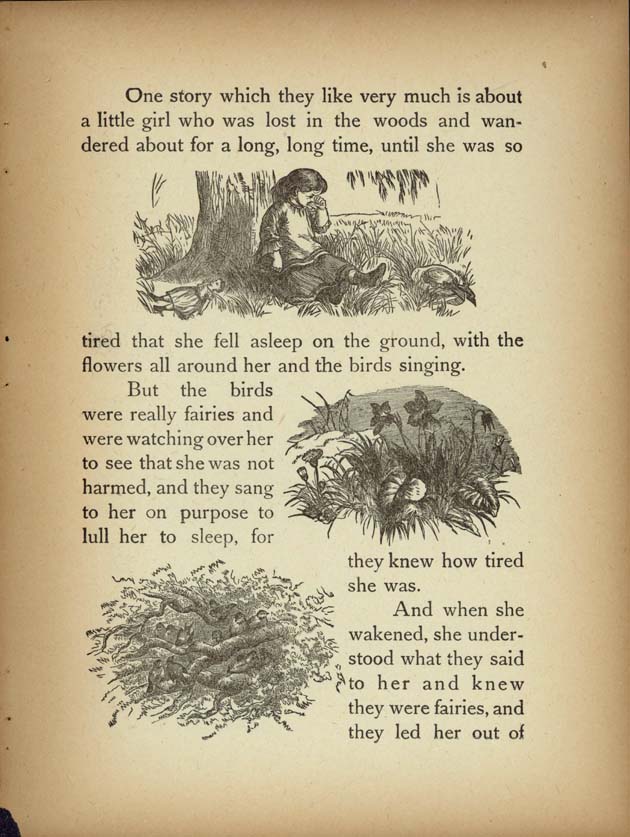 One story which they like very much is about
a little girl who was lost in the woods and wan-
dered about for a long, long time, until she was so
tired that she fell asleep on the ground, with the
flowers all around her and the birds singing.
But the birds
were really fairies and
were watching over her
to see that she was not
harmed, and they sang
to her on purpose to
lull her to sleep, for
they knew how tired
she was.
And when she
wakened, she under-
stood what they said
to her and knew
they were fairies, and
they led her out of